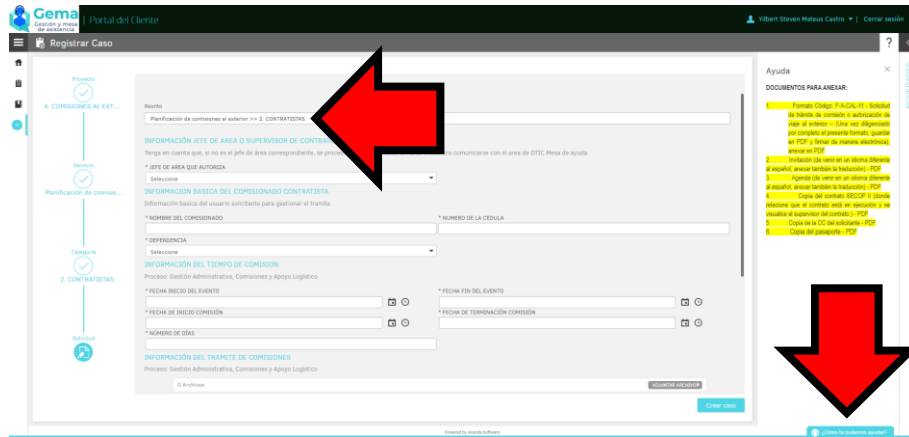 Gema
Gestión y mesa
de asistencia
| Portal del Cliente
Yilbert Steven Mateus Castro
Cerrar sesión
Registrar Caso
?
Proyecto
4. COMISIONES AL EXT...
Servicio
Planificación de comisio...
Categoría
2. CONTRATISTAS
Solicitud
Asunto
Planificación de comisiones al exterior >> 2. CONTRATISTAS
INFORMACIÓN JEFE DE AREA O SUPERVISOR DE CONTRA
Tenga en cuenta que, si no es el jefe de área correspondiente, se proced
ra comunicarse con el area de OTIC Mesa de ayuda
* JEFE DE AREA QUE AUTORIZA
Seleccione
INFORMACION BASICA DEL COMISIONADO CONTRATISTA
Información basica del usuario solicitante para gestionar el tramite.
* NOMBRE DEL COMISIONADO
* NUMERO DE LA CEDULA
* DEPENDENCIA
Seleccione
INFORMACIÓN DEL TIEMPO DE COMISION
Proceso: Gestión Administrativa, Comisiones y Apoyo Logístico
* FECHA INICIO DEL EVENTO
* FECHA FIN DEL EVENTO
* FECHA DE INICIO COMISIÓN
* FECHA DE TERMINACIÓN COMISIÓN
* NÚMERO DE DÍAS
INFORMACIÓN DEL TRAMITE DE COMISIONES
Proceso: Gestión Administrativa, Comisiones y Apoyo Logístico
0 Archivos
ADJUNTAR ARCHIVO
Crear caso
Powered by Aranda Software
Ayuda
DOCUMENTOS PARA ANEXAR:
1. Formato Código: F-A-CAL-11 - Solicitud
de trámite de comisión o autorización de
viaje al exterior – (Una vez diligenciado
por completo el presente formato, guardar
en PDF y firmar de manera electrónica)
anexar en PDF
2. Invitación (de venir en un idioma diferente
al español, anexar también la traducción) - PDF
3. Agenda (de venir en un idioma diferente
al español, anexar también la traducción) - PDF
4. Copia del contrato SECOP II (donde
relacione que el contrato está en ejecución y se
visualice el supervisor del contrato.) - PDF
5. Copia de la CC del solicitante - PDF
6. Copia del pasaporte - PDF
NOVEDADES
¿Cómo te podemos ayudar?